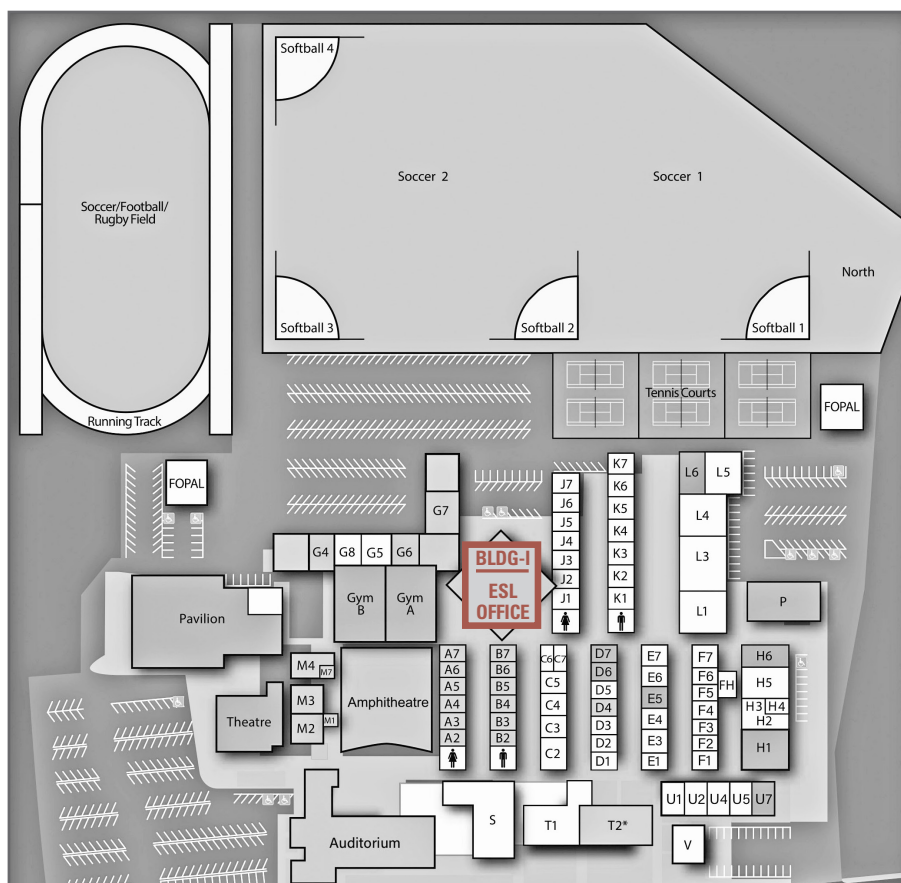 Softball 4
Soccer 2
Soccer 1
Soccer/Football/
Rugby Field
North
Softball 3
Softball 2
Softball 1
Running Track
Tennis Courts
FOPAL
FOPAL
K7
K6
K5
K4
K3
K2
K1
J7
J6
J5
J4
J3
J2
J1
L6
L5
L4
L3
L1
G7
G4
G8
G5
G6
BLDG-I
ESL
OFFICE
Gym
B
Gym
A
Pavilion
P
M4
M7
M3
M2
M1
Theatre
Amphitheatre
A7
A6
A5
A4
A3
A2
B7
B6
B5
B4
B3
B2
C6
C7
C5
C4
C3
C2
D7
D6
D5
D4
D3
D2
D1
E7
E6
E5
E4
E3
E1
F7
F6
F5
F4
F3
F2
F1
FH
H6
H5
H3
H4
H2
H1
U1
U2
U4
U5
U7
Auditorium
S
T1
T2*
V